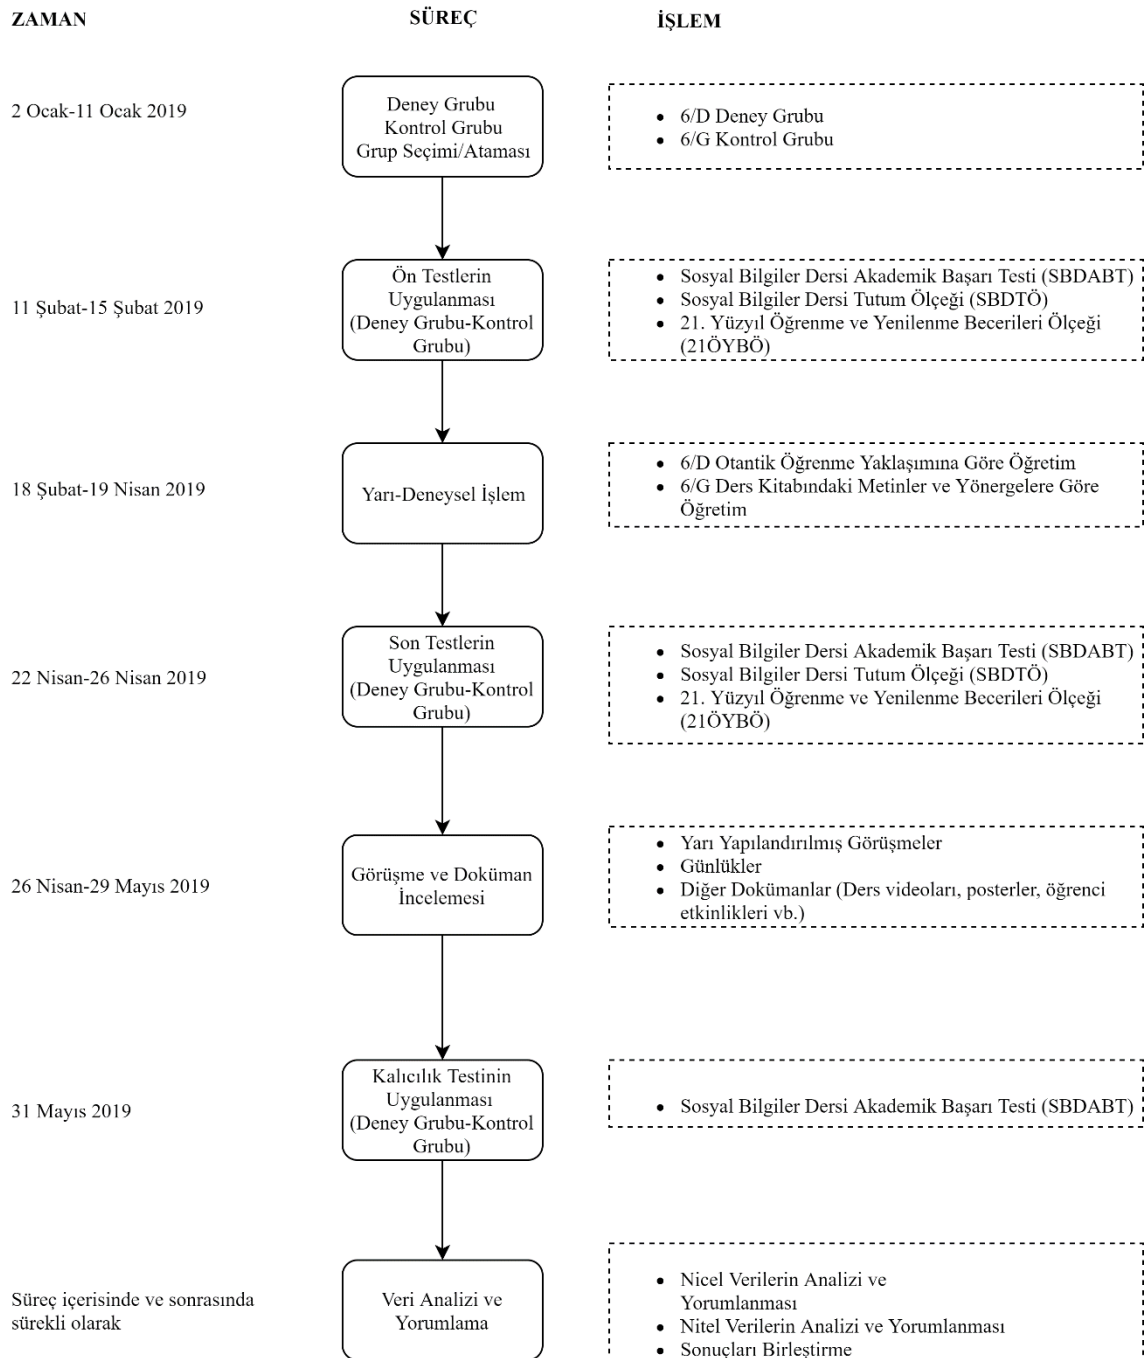 ZAMAN
SÜREÇ
İŞLEM
2 Ocak-11 Ocak 2019
Deney Grubu
Kontrol Grubu
Grup Seçimi/Ataması
• 6/D Deney Grubu
• 6/G Kontrol Grubu
11 Şubat-15 Şubat 2019
Ön Testlerin
Uygulanması
(Deney Grubu-Kontrol
Grubu)
• Sosyal Bilgiler Dersi Akademik Başarı Testi (SBDABT)
• Sosyal Bilgiler Dersi Tutum Ölçeği (SBDTÖ)
• 21. Yüzyıl Öğrenme ve Yenilenme Becerileri Ölçeği
(21ÖYBÖ)
18 Şubat-19 Nisan 2019
Yarı-Deneysel İşlem
• 6/D Otantik Öğrenme Yaklaşımına Göre Öğretim
• 6/G Ders Kitabındaki Metinler ve Yönergelere Göre
Öğretim
22 Nisan-26 Nisan 2019
Son Testlerin
Uygulanması
(Deney Grubu-Kontrol
Grubu)
• Sosyal Bilgiler Dersi Akademik Başarı Testi (SBDABT)
• Sosyal Bilgiler Dersi Tutum Ölçeği (SBDTÖ)
• 21. Yüzyıl Öğrenme ve Yenilenme Becerileri Ölçeği
(21ÖYBÖ)
26 Nisan-29 Mayıs 2019
Görüşme ve Doküman
İncelemesi
• Yarı Yapılandırılmış Görüşmeler
• Günlükler
• Diğer Dokümanlar (Ders videoları, posterler, öğrenci
etkinlikleri vb.)
31 Mayıs 2019
Kalıcılık Testinin
Uygulanması
(Deney Grubu-Kontrol
Grubu)
• Sosyal Bilgiler Dersi Akademik Başarı Testi (SBDABT)
Süreç içerisinde ve sonrasında
sürekli olarak
Veri Analizi ve
Yorumlama
• Nicel Verilerin Analizi ve
Yorumlanması
• Nitel Verilerin Analizi ve Yorumlanması
• Sonuçları Birleştirme